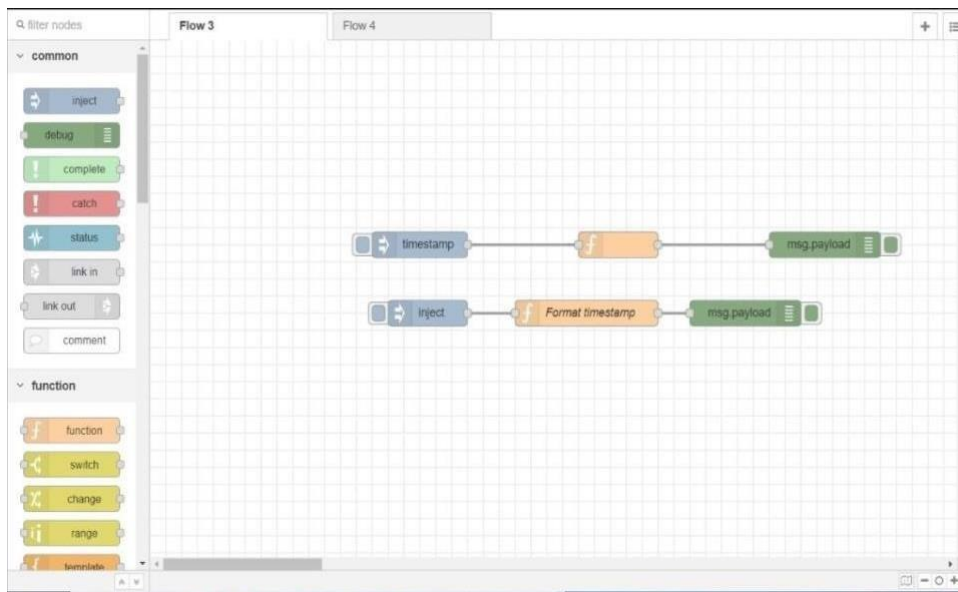 filter nodes
Flow 3
Flow 4
common
inject
debug
complete
catch
status
link in
link out
comment
function
function
switch
change
range
template
timestamp
msg.payload
inject
Format timestamp
msg.payload